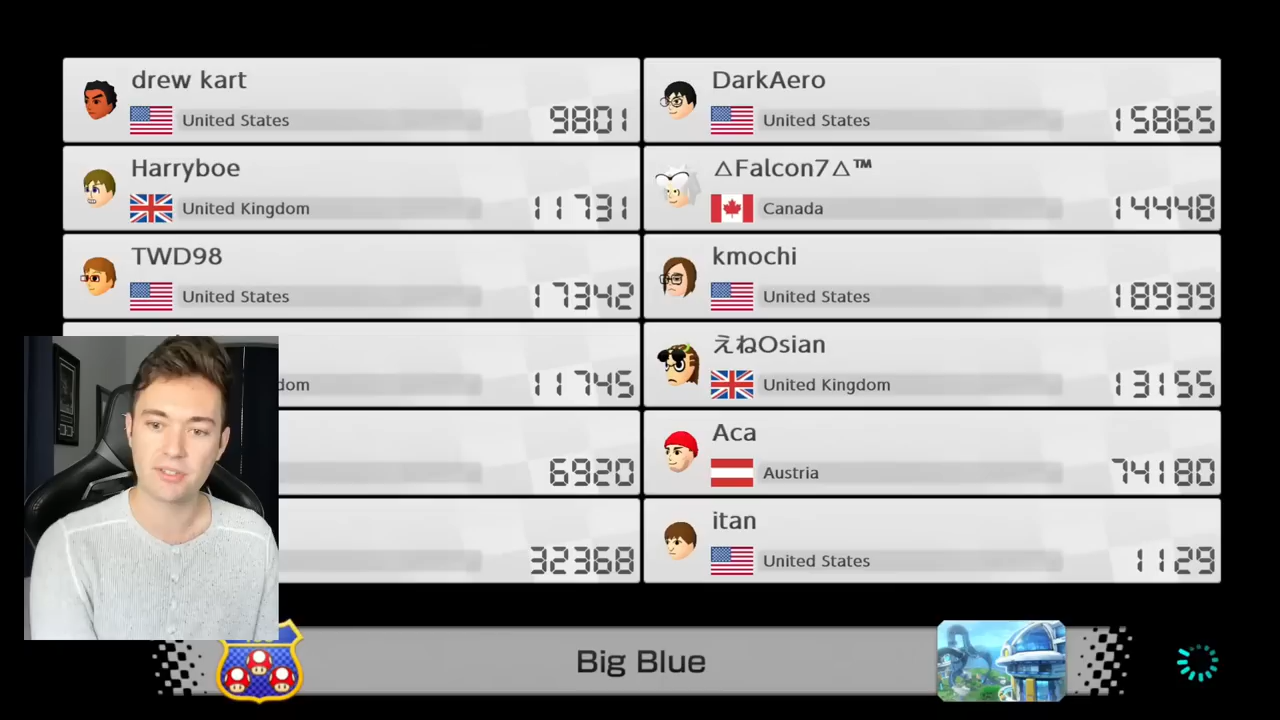 drew kart
United States
9801
DarkAero
United States
15865
Harryboe
United Kingdom
11731
△Falcon7△™
Canada
14448
TWD98
United States
17342
kmochi
United States
18939
dom
11745
えねOsian
United Kingdom
13155
6920
Aca
Austria
74180
32368
itan
United States
1129
Big Blue